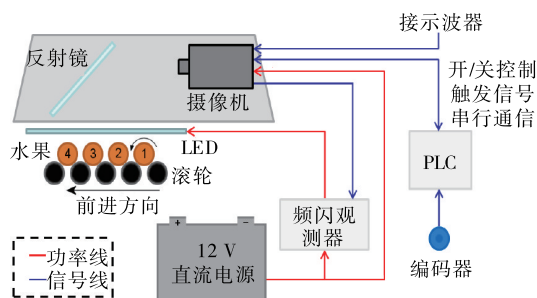 接示波器
反射镜
摄像机
开/关控制
触发信号
串行通信
水果
4 3 2 1
LED
滚轮
前进方向
PLC
频闪观
测器
编码器
+ −
12 V
直流电源
功率线
信号线